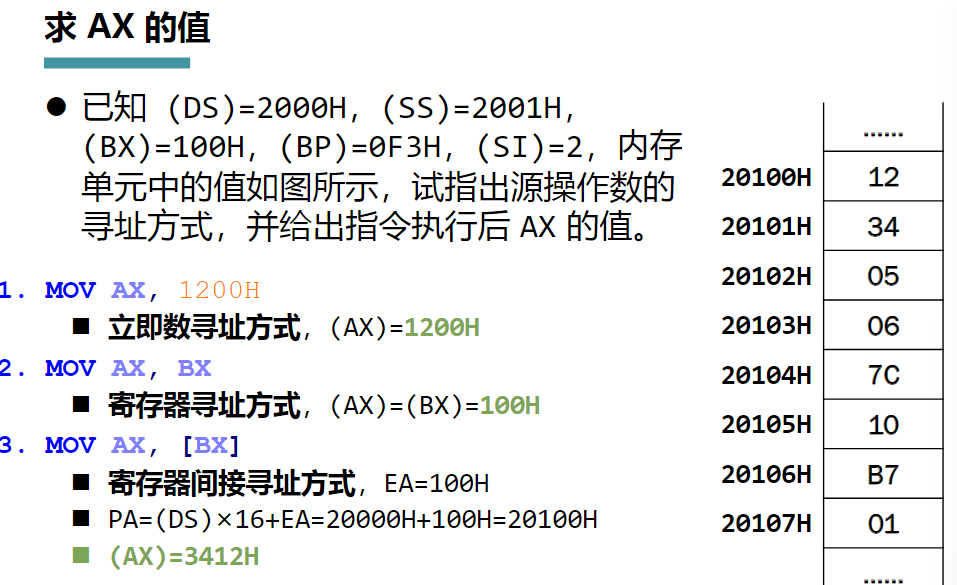 求 AX 的值
● 已知 (DS)=2000H, (SS)=2001H,
(BX)=100H, (BP)=0F3H, (SI)=2, 内存
单元中的值如图所示，试指出源操作数的
寻址方式，并给出指令执行后 AX 的值。
1. MOV AX, 1200H
■ 立即数寻址方式, (AX)=1200H
2. MOV AX, BX
■ 寄存器寻址方式, (AX)=(BX)=100H
3. MOV AX, [BX]
■ 寄存器间接寻址方式, EA=100H
■ PA=(DS)×16+EA=20000H+100H=20100H
■ (AX)=3412H
……
20100H 12
20101H 34
20102H 05
20103H 06
20104H 7C
20105H 10
20106H B7
20107H 01
……